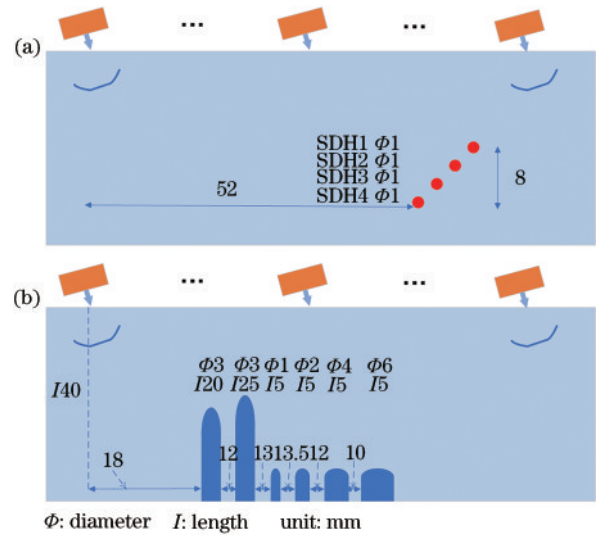 ... ...
(a)
SDH1 Φ1
SDH2 Φ1
SDH3 Φ1
SDH4 Φ1
52
8
... ...
(b)
Φ3 Φ3 Φ1 Φ2 Φ4 Φ6
I20 I25 I5 I5 I5 I5
I40
12 13 13.5 12 10
18
Φ: diameter I: length unit: mm